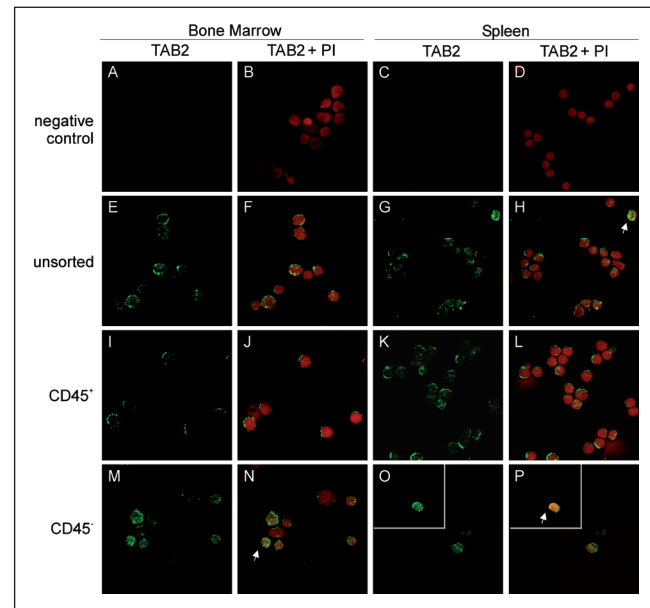 Bone Marrow Spleen
TAB2 TAB2 + PI TAB2 TAB2 + PI
negative control A B C D
unsorted E F G H
CD45⁺ I J K L
CD45⁻ M N O P